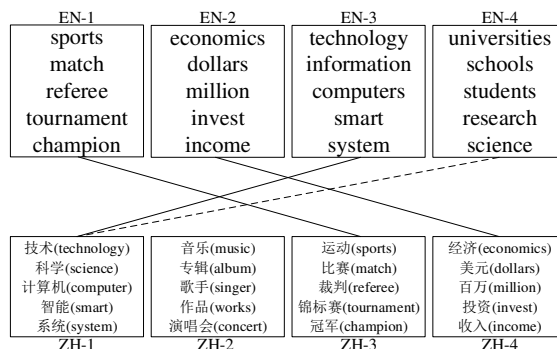 EN-1
sports
match
referee
tournament
champion
EN-2
economics
dollars
million
invest
income
EN-3
technology
information
computers
smart
system
EN-4
universities
schools
students
research
science
技术(technology)
科学(science)
计算机(computer)
智能(smart)
系统(system)
ZH-1
音乐(music)
专辑(album)
歌手(singer)
作品(works)
演唱会(concert)
ZH-2
运动(sports)
比赛(match)
裁判(referee)
锦标赛(tournament)
冠军(champion)
ZH-3
经济(economics)
美元(dollars)
百万(million)
投资(invest)
收入(income)
ZH-4